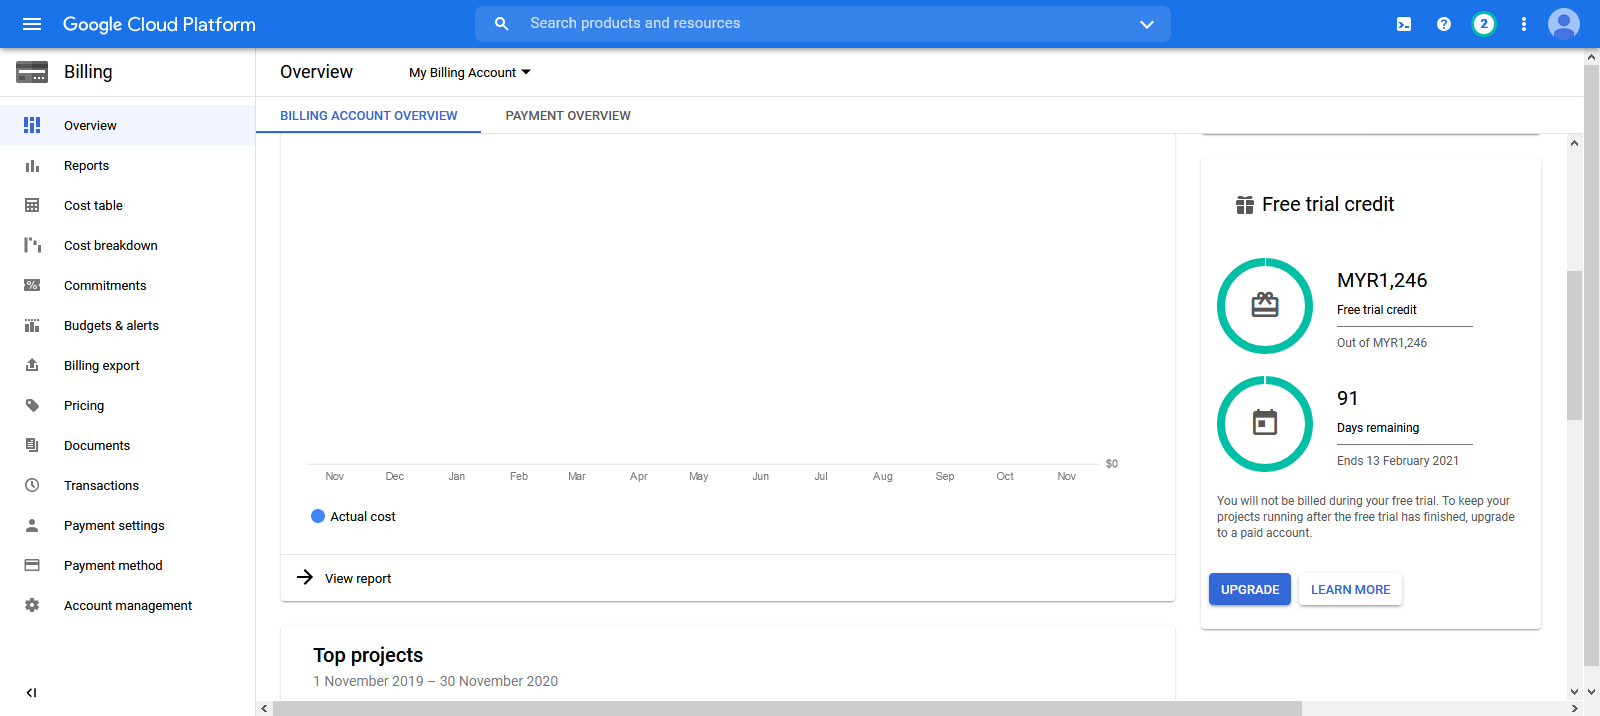 Google Cloud Platform
Search products and resources
2
Billing
Overview
My Billing Account
BILLING ACCOUNT OVERVIEW
PAYMENT OVERVIEW
Overview
Reports
Cost table
Cost breakdown
Commitments
Budgets & alerts
Billing export
Pricing
Documents
Transactions
Payment settings
Payment method
Account management
$0
Nov Dec Jan Feb Mar Apr May Jun Jul Aug Sep Oct Nov
Actual cost
View report
Top projects
1 November 2019 – 30 November 2020
Free trial credit
MYR1,246
Free trial credit
Out of MYR1,246
91
Days remaining
Ends 13 February 2021
You will not be billed during your free trial. To keep your
projects running after the free trial has finished, upgrade
to a paid account.
UPGRADE
LEARN MORE